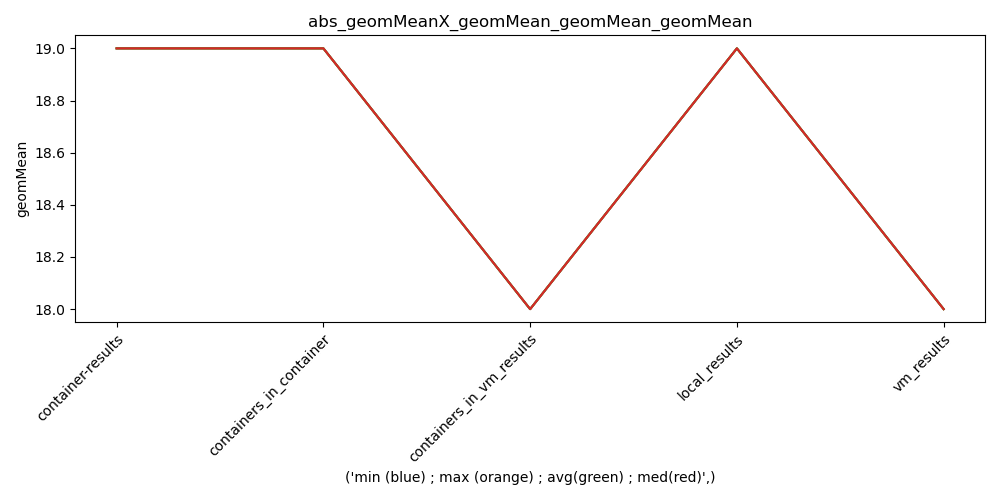 abs_geomMeanX_geomMean_geomMean_geomMean
geomMean
19.0
18.8
18.6
18.4
18.2
18.0
container-results
containers_in_container
containers_in_vm_results
local_results
vm_results
('min (blue) ; max (orange) ; avg(green) ; med(red)',)